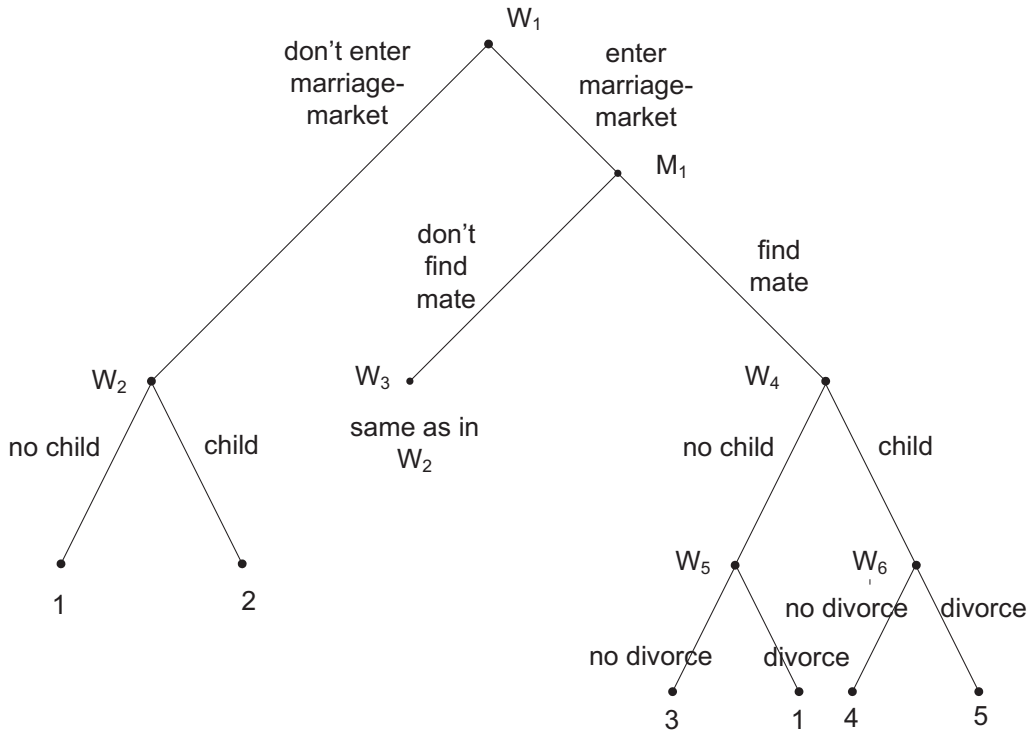 W₁
don't enter
marriage-
market
enter
marriage-
market
M₁
don't
find
mate
find
mate
W₂
W₃
W₄
no child
child
same as in
W₂
no child
child
W₅
W₆
1
2
no divorce
divorce
no divorce
divorce
3
1
4
5